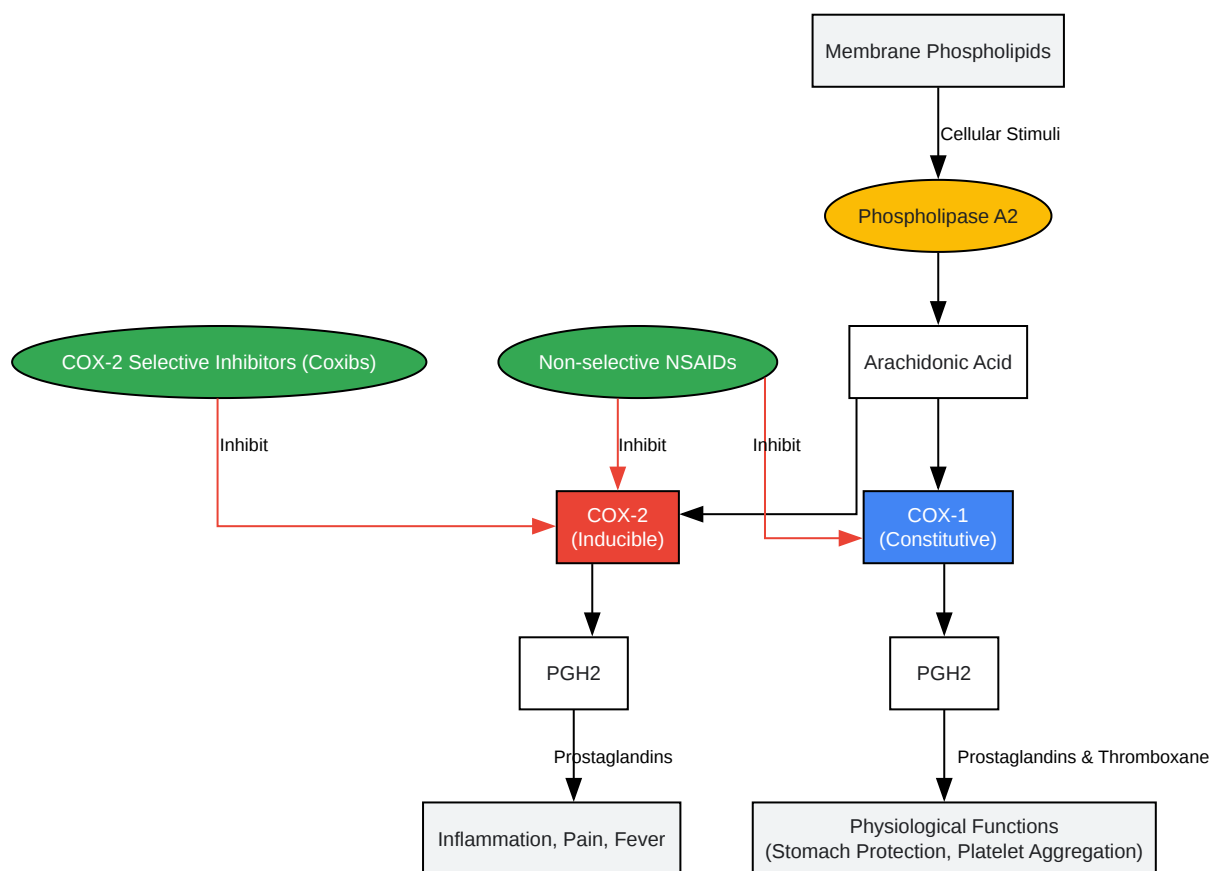 Membrane Phospholipids
Cellular Stimuli
Phospholipase A2
COX-2 Selective Inhibitors (Coxibs)
Non-selective NSAIDs
Arachidonic Acid
Inhibit
Inhibit
Inhibit
COX-2
(Inducible)
COX-1
(Constitutive)
PGH2
PGH2
Prostaglandins
Prostaglandins & Thromboxane
Inflammation, Pain, Fever
Physiological Functions
(Stomach Protection, Platelet Aggregation)